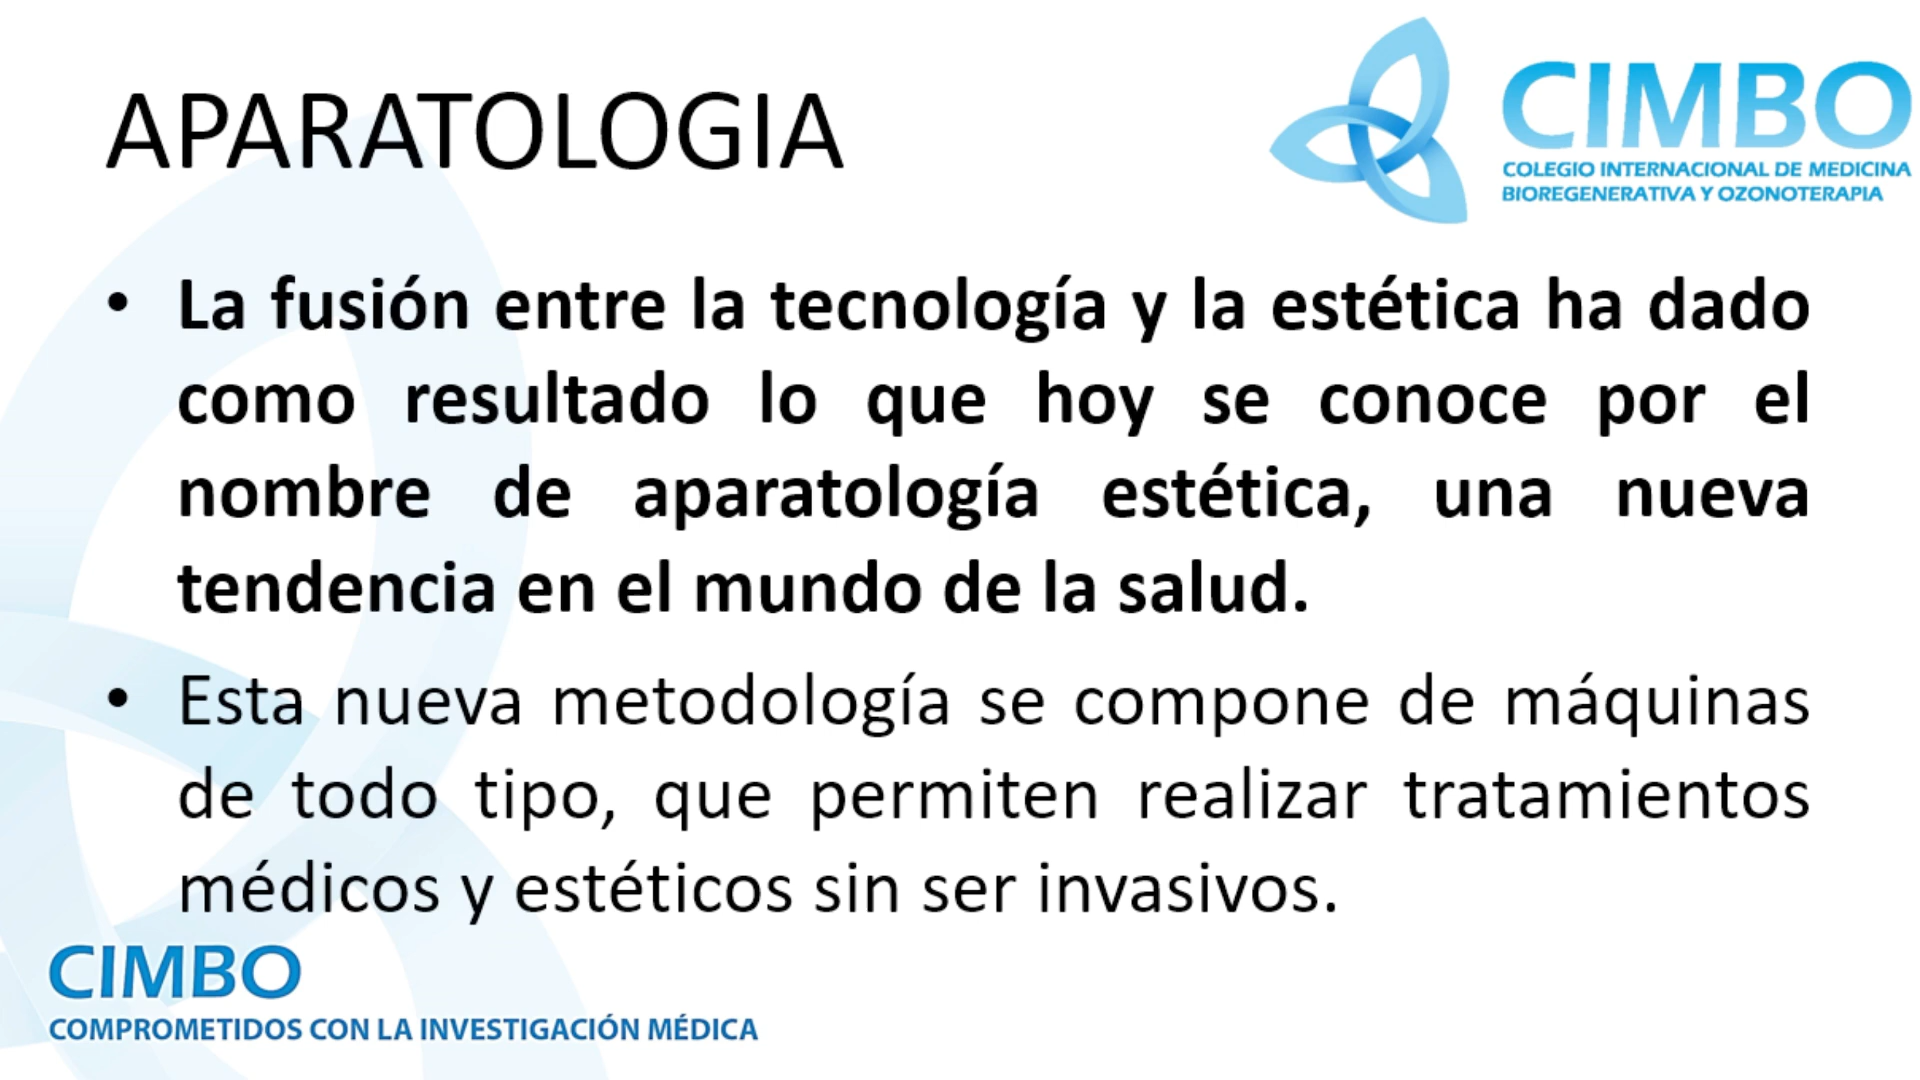 APARATOLOGIA
CIMBO
COLEGIO INTERNACIONAL DE MEDICINA
BIOREGENERATIVA Y OZONOTERAPIA
• La fusión entre la tecnología y la estética ha dado
como resultado lo que hoy se conoce por el
nombre de aparatología estética, una nueva
tendencia en el mundo de la salud.
• Esta nueva metodología se compone de máquinas
de todo tipo, que permiten realizar tratamientos
médicos y estéticos sin ser invasivos.
CIMBO
COMPROMETIDOS CON LA INVESTIGACIÓN MÉDICA